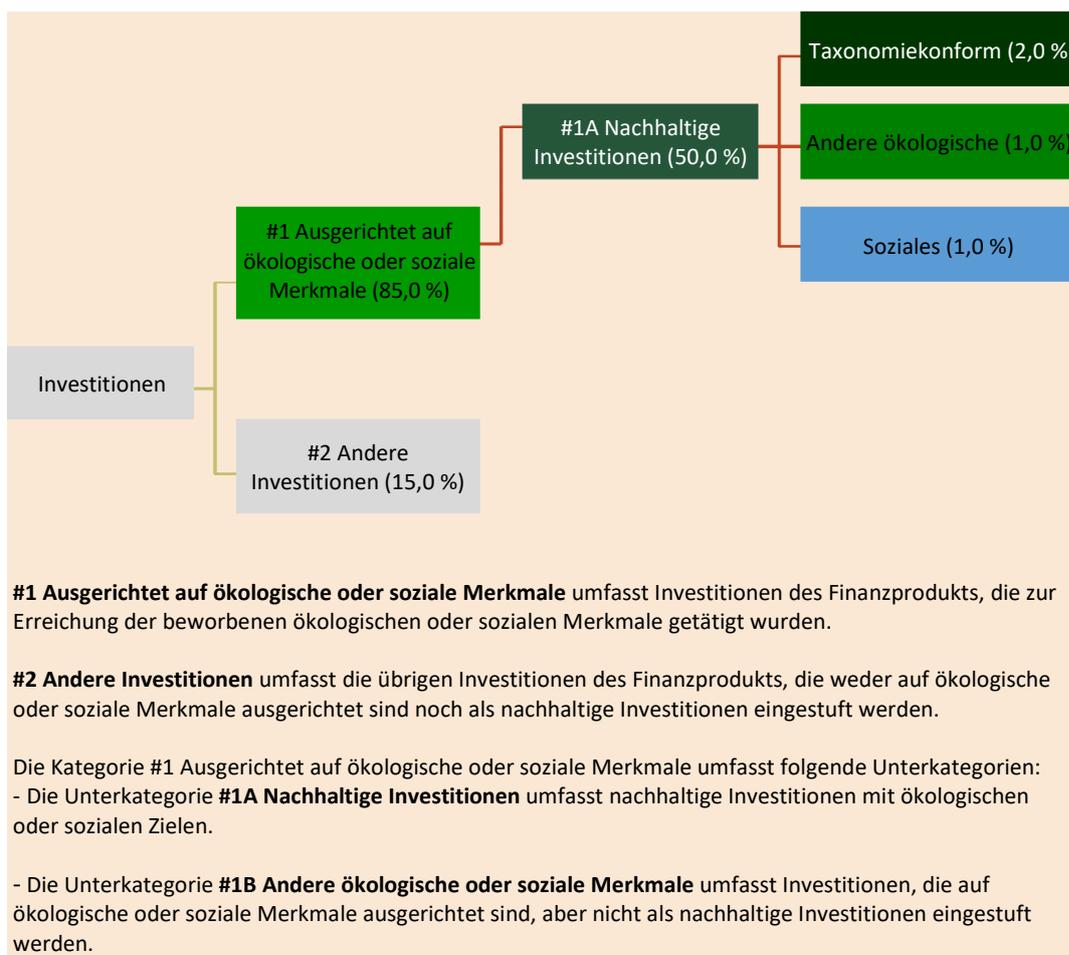 Taxonomiekonform (2,0 %
#1A Nachhaltige
Investitionen (50,0 %)
Andere ökologische (1,0 %)
#1 Ausgerichtet auf
ökologische oder soziale
Merkmale (85,0 %)
Soziales (1,0 %)
Investitionen
#2 Andere
Investitionen (15,0 %)
#1 Ausgerichtet auf ökologische oder soziale Merkmale umfasst Investitionen des Finanzprodukts, die zur
Erreichung der beworbenen ökologischen oder sozialen Merkmale getätigt wurden.
#2 Andere Investitionen umfasst die übrigen Investitionen des Finanzprodukts, die weder auf ökologische
oder soziale Merkmale ausgerichtet sind noch als nachhaltige Investitionen eingestuft werden.
Die Kategorie #1 Ausgerichtet auf ökologische oder soziale Merkmale umfasst folgende Unterkategorien:
- Die Unterkategorie #1A Nachhaltige Investitionen umfasst nachhaltige Investitionen mit ökologischen
oder sozialen Zielen.
- Die Unterkategorie #1B Andere ökologische oder soziale Merkmale umfasst Investitionen, die auf
ökologische oder soziale Merkmale ausgerichtet sind, aber nicht als nachhaltige Investitionen eingestuft
werden.